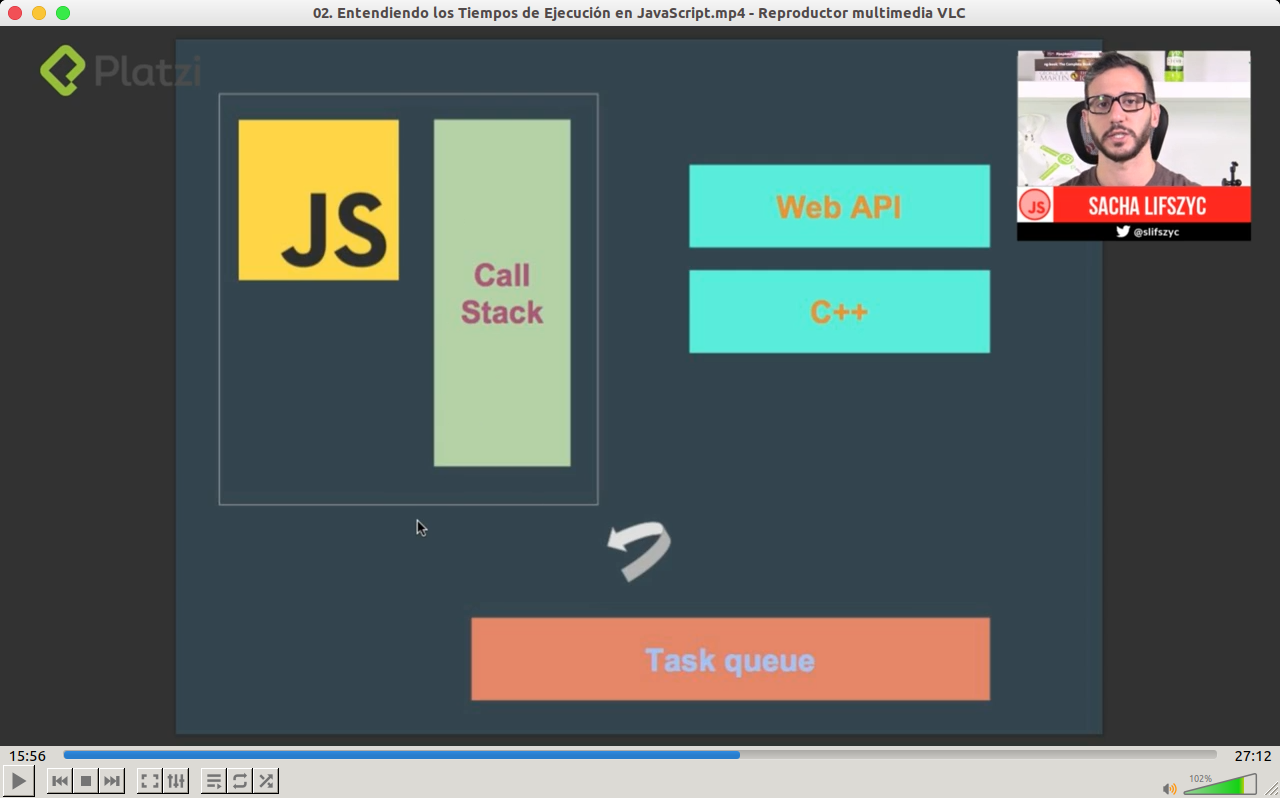 02. Entendiendo los Tiempos de Ejecución en JavaScript.mp4 - Reproductor multimedia VLC
Platzi
JS
Call
Stack
Web API
C++
Task queue
MARTIN
JS
SACHA LIFSZYC
@slifszyc
15:56
27:12
102%